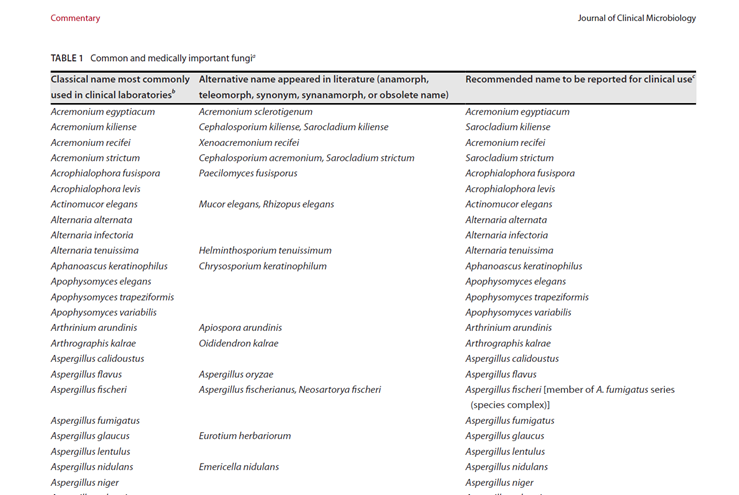 Commentary Journal of Clinical Microbiology
TABLE 1 Common and medically important fungiᵃ
Classical name most commonly Alternative name appeared in literature (anamorph, Recommended name to be reported for clinical useᶜ
used in clinical laboratoriesᵇ teleomorph, synonym, synanamorph, or obsolete name)
Acremonium egyptiacum Acremonium sclerotigenum Acremonium egyptiacum
Acremonium kiliense Cephalosporium kiliense, Sarocladium kiliense Sarocladium kiliense
Acremonium recifei Xenoacremonium recifei Acremonium recifei
Acremonium strictum Cephalosporium acremonium, Sarocladium strictum Sarocladium strictum
Acrophialophora fusispora Paecilomyces fusisporus Acrophialophora fusispora
Acrophialophora levis Acrophialophora levis
Actinomucor elegans Mucor elegans, Rhizopus elegans Actinomucor elegans
Alternaria alternata Alternaria alternata
Alternaria infectoria Alternaria infectoria
Alternaria tenuissima Helminthosporium tenuissimum Alternaria tenuissima
Aphanoascus keratinophilus Chrysosporium keratinophilum Aphanoascus keratinophilus
Apophysomyces elegans Apophysomyces elegans
Apophysomyces trapeziformis Apophysomyces trapeziformis
Apophysomyces variabilis Apophysomyces variabilis
Arthrinium arundinis Apiospora arundinis Arthrinium arundinis
Arthrographis kalrae Oididendron kalrae Arthrographis kalrae
Aspergillus calidoustus Aspergillus calidoustus
Aspergillus flavus Aspergillus oryzae Aspergillus flavus
Aspergillus fischeri Aspergillus fischerianus, Neosartorya fischeri Aspergillus fischeri [member of A. fumigatus series
(species complex)]
Aspergillus fumigatus Aspergillus fumigatus
Aspergillus glaucus Eurotium herbariorum Aspergillus glaucus
Aspergillus lentulus Aspergillus lentulus
Aspergillus nidulans Emericella nidulans Aspergillus nidulans
Aspergillus niger Aspergillus niger